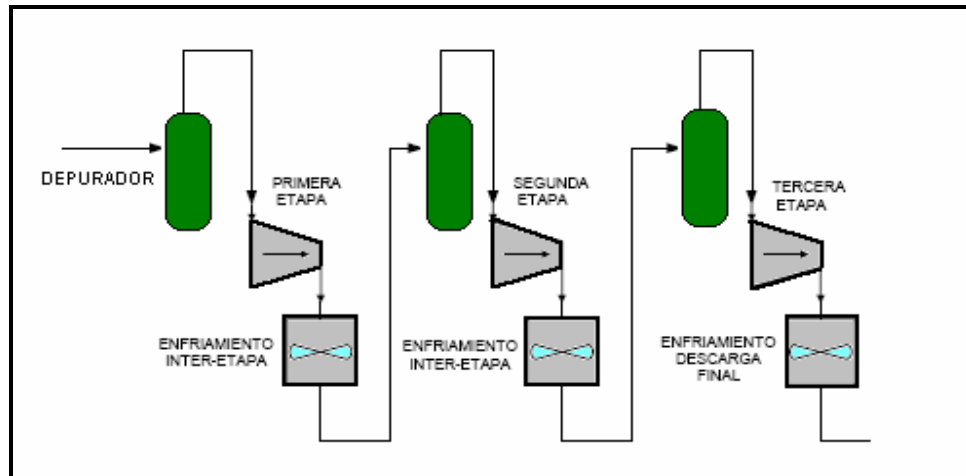 DEPURADOR
PRIMERA
ETAPA
ENFRIAMIENTO
INTER-ETAPA
SEGUNDA
ETAPA
ENFRIAMIENTO
INTER-ETAPA
TERCERA
ETAPA
ENFRIAMIENTO
DESCARGA
FINAL